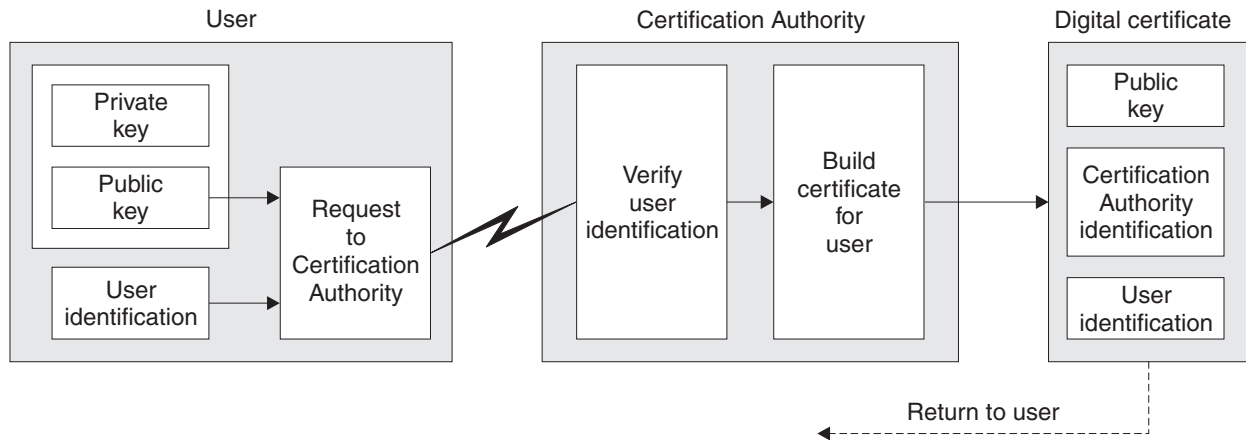 User
Private
key
Public
key
User
identification
Request
to
Certification
Authority
Certification Authority
Verify
user
identification
Build
certificate
for
user
Digital certificate
Public
key
Certification
Authority
identification
User
identification
Return to user